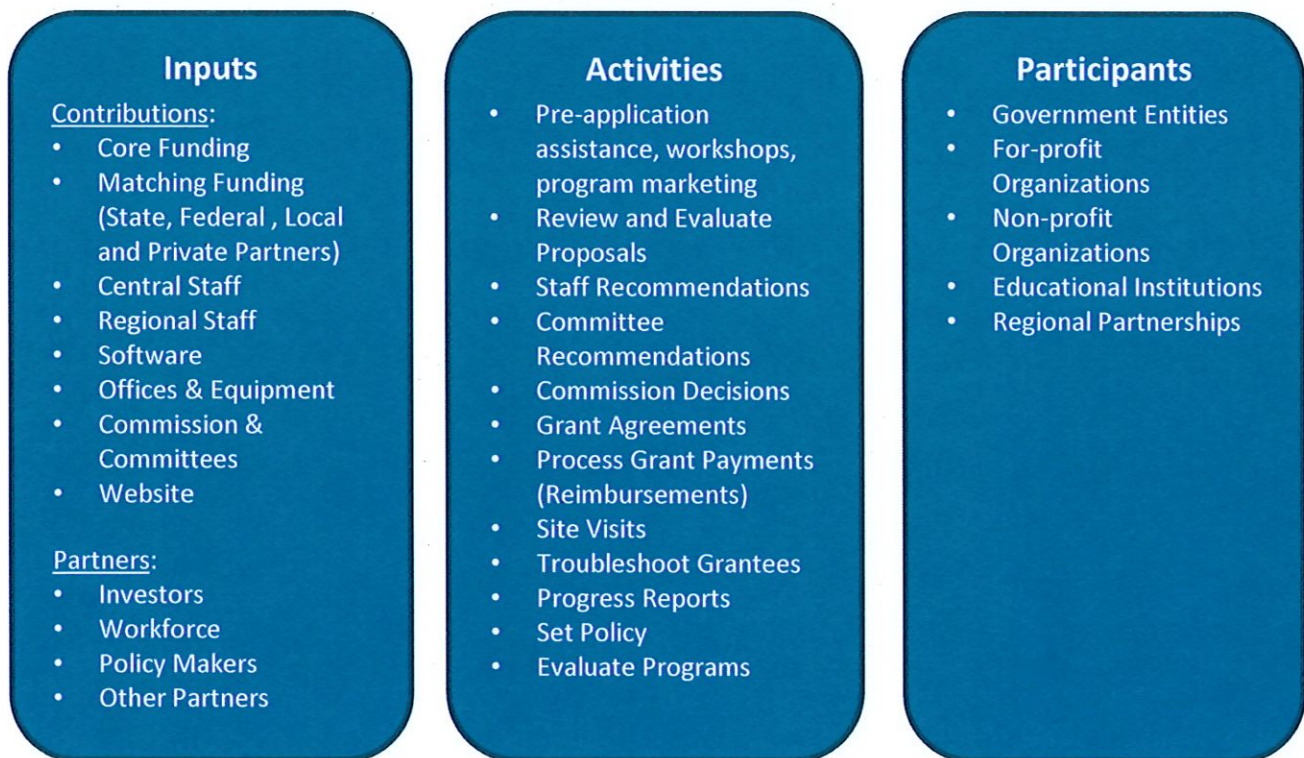 Inputs
Contributions:
• Core Funding
• Matching Funding
(State, Federal , Local
and Private Partners)
• Central Staff
• Regional Staff
• Software
• Offices & Equipment
• Commission &
Committees
• Website
Partners:
• Investors
• Workforce
• Policy Makers
• Other Partners
Activities
• Pre-application
assistance, workshops,
program marketing
• Review and Evaluate
Proposals
• Staff Recommendations
• Committee
Recommendations
• Commission Decisions
• Grant Agreements
• Process Grant Payments
(Reimbursements)
• Site Visits
• Troubleshoot Grantees
• Progress Reports
• Set Policy
• Evaluate Programs
Participants
• Government Entities
• For-profit
Organizations
• Non-profit
Organizations
• Educational Institutions
• Regional Partnerships